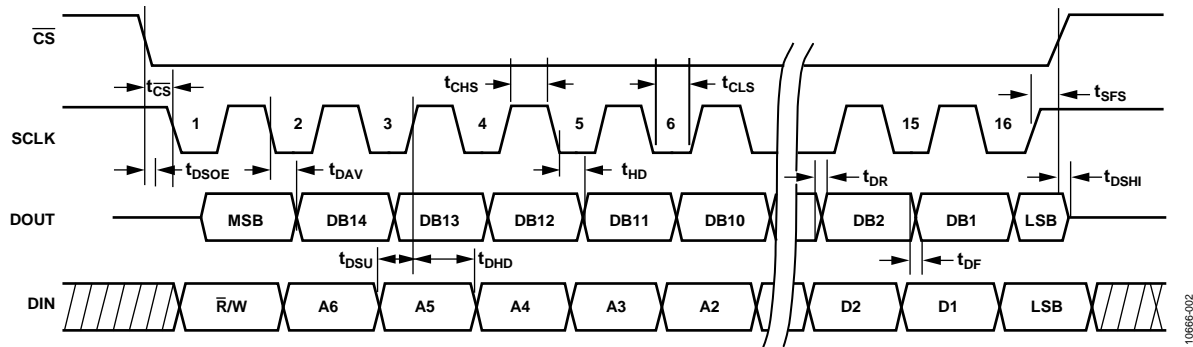 CS
tCS
tCHS
tCLS
tSFS
SCLK
1
2
3
4
5
6
15
16
tDSOE
tDAV
tHD
tDR
tDSHI
DOUT
MSB
DB14
DB13
DB12
DB11
DB10
DB2
DB1
LSB
tDSU
tDHD
tDF
DIN
R/W
A6
A5
A4
A3
A2
D2
D1
LSB
10666-002